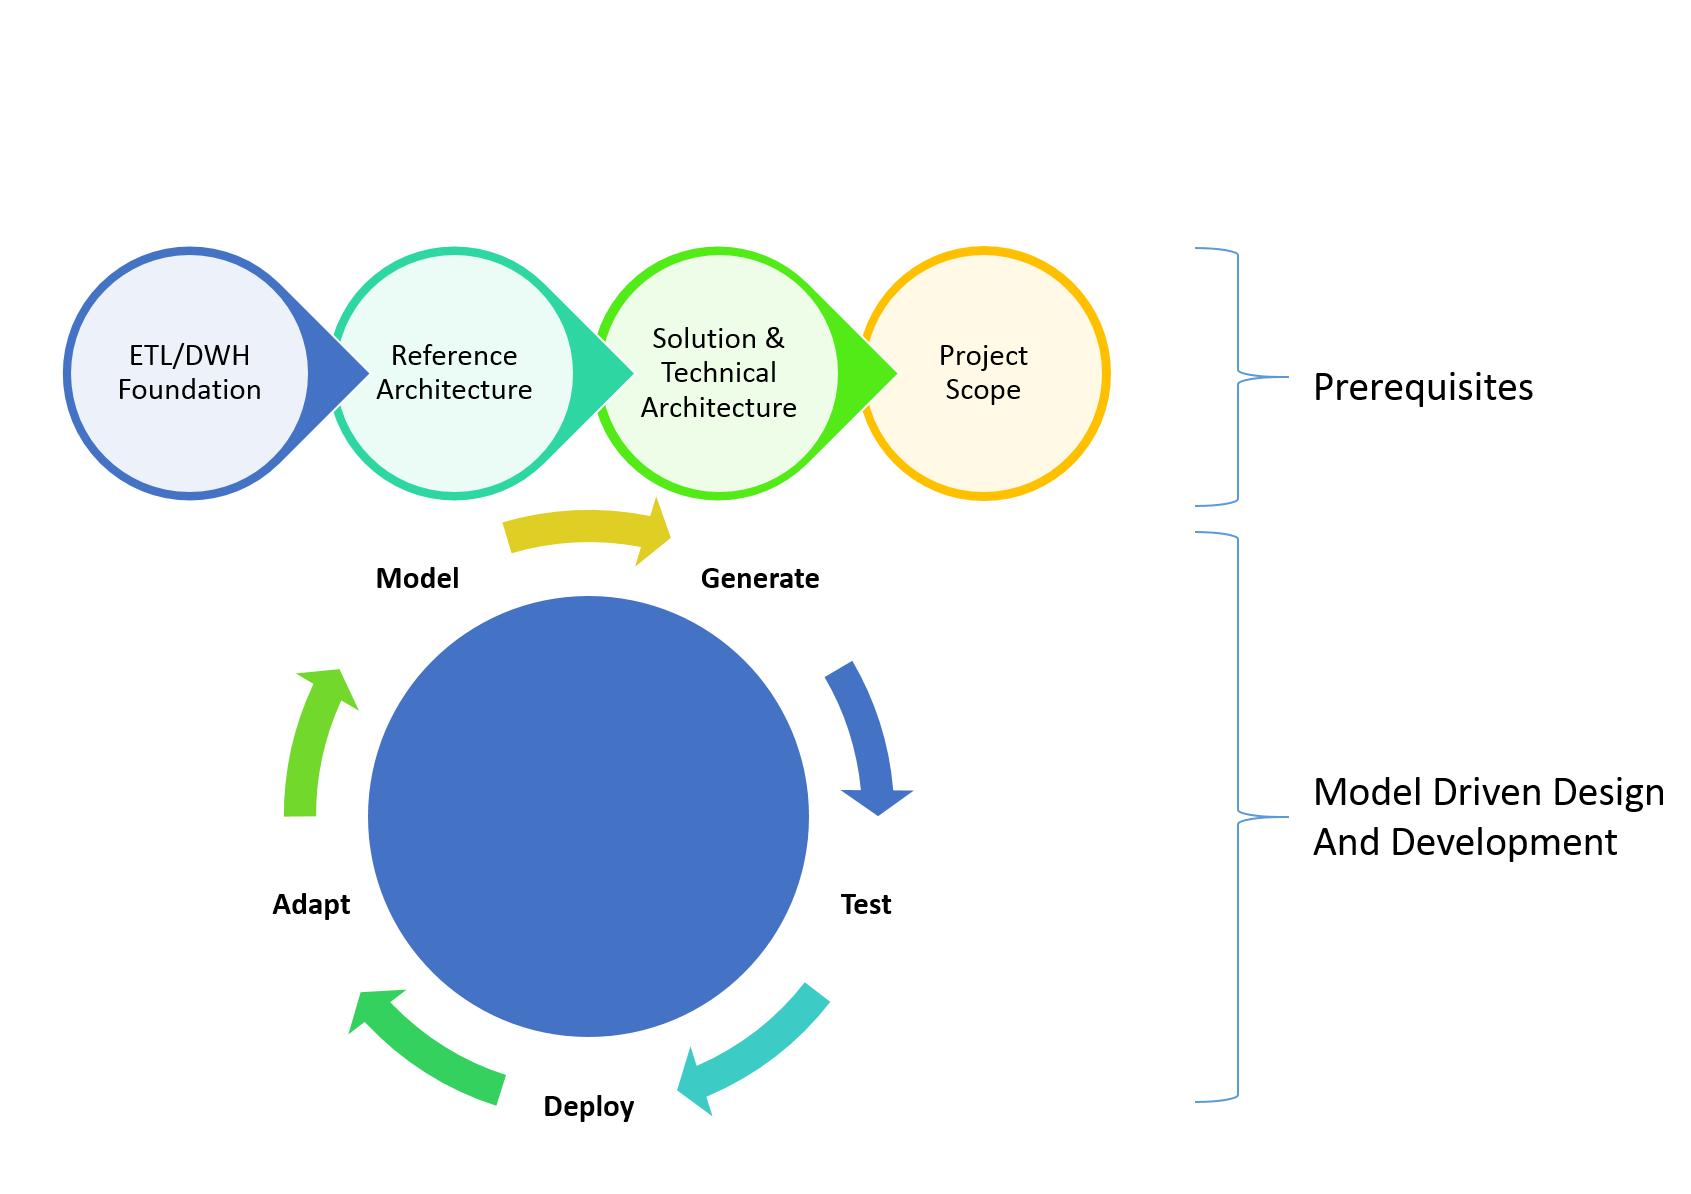 ETL/DWH
Foundation
Reference
Architecture
Solution &
Technical
Architecture
Project
Scope
Prerequisites
Model
Generate
Test
Deploy
Adapt
Model Driven Design
And Development